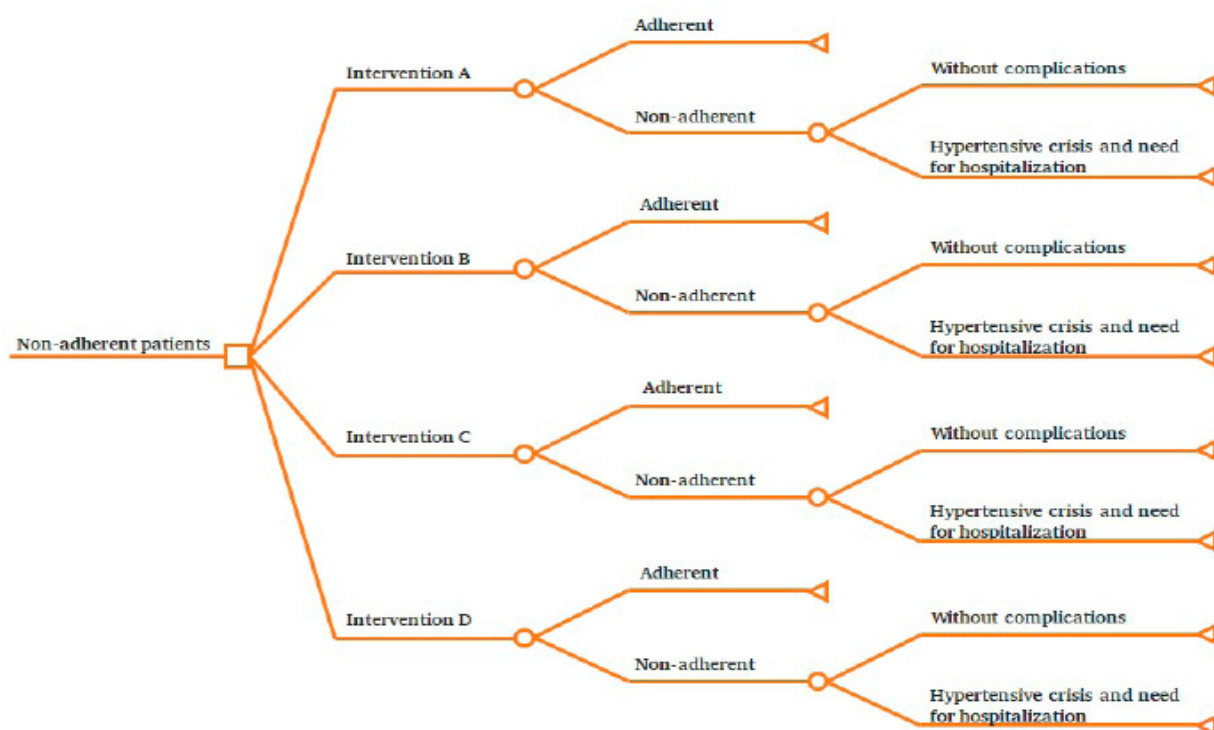 Adherent
Intervention A
Without complications
Non-adherent
Hypertensive crisis and need
for hospitalization
Adherent
Intervention B
Without complications
Non-adherent
Hypertensive crisis and need
for hospitalization
Non-adherent patients
Adherent
Intervention C
Without complications
Non-adherent
Hypertensive crisis and need
for hospitalization
Adherent
Intervention D
Without complications
Non-adherent
Hypertensive crisis and need
for hospitalization